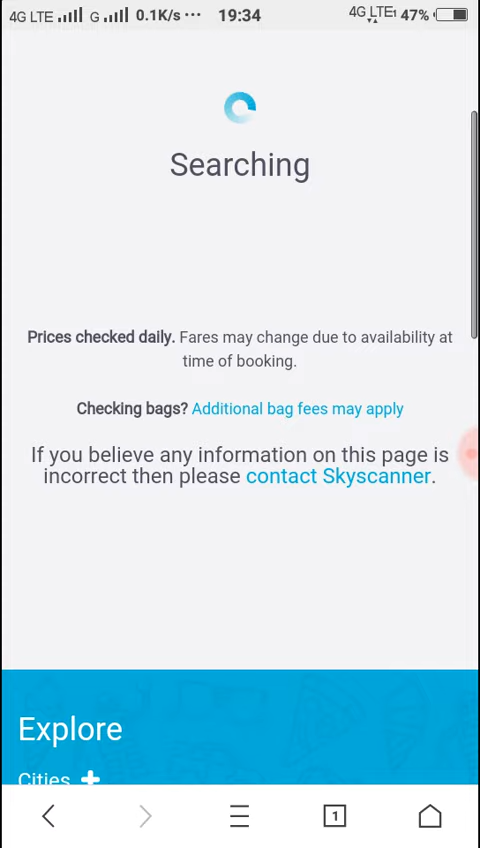 4G LTE G 0.1K/s ··· 19:34 4G LTE1 47%
Searching
Prices checked daily. Fares may change due to availability at
time of booking.
Checking bags? Additional bag fees may apply
If you believe any information on this page is
incorrect then please contact Skyscanner.
Explore
Cities +
1